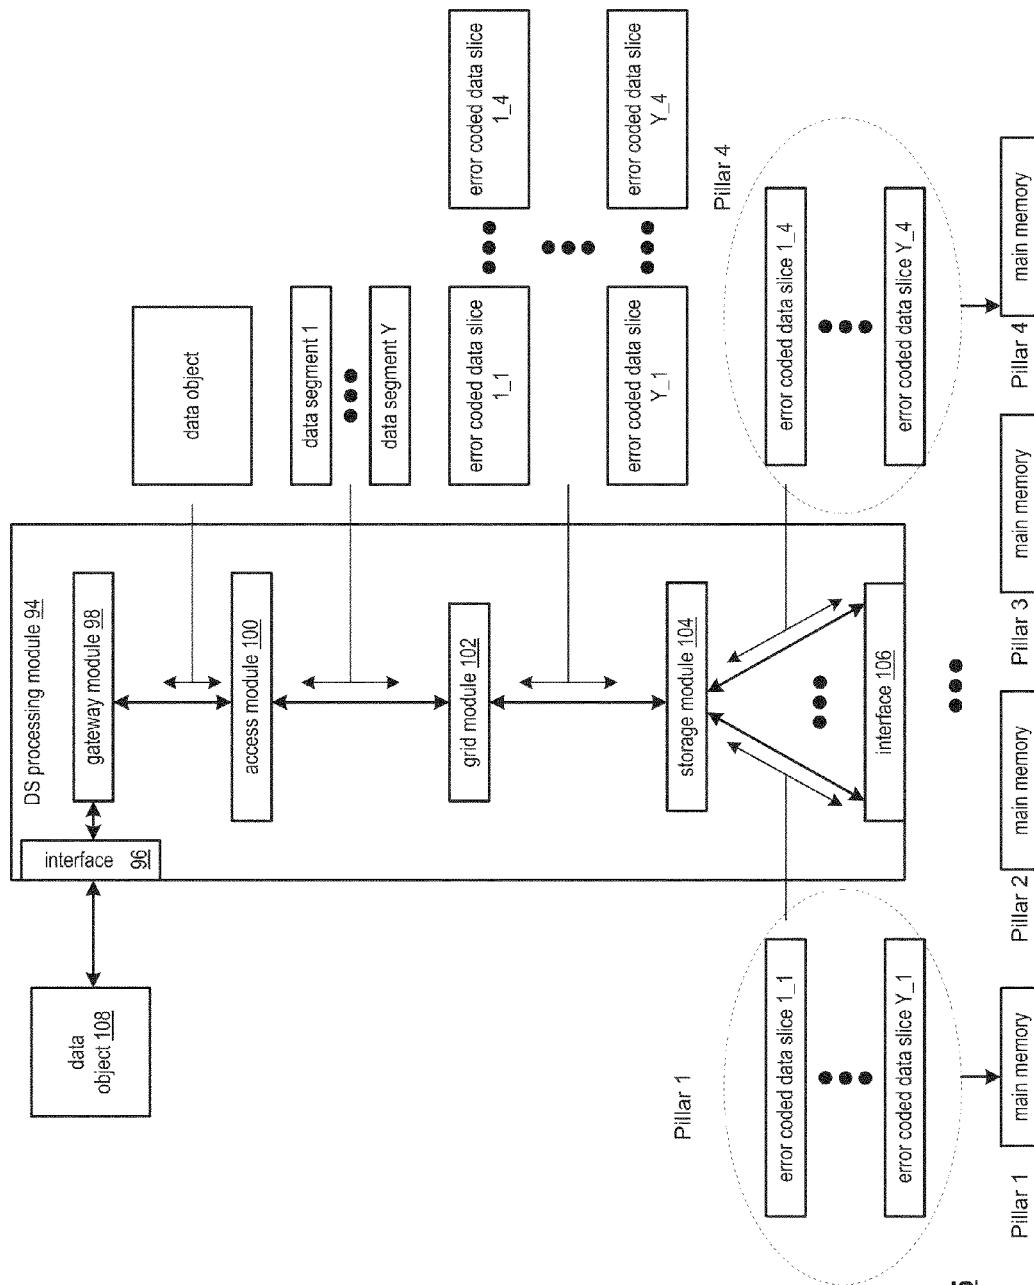 data
object 108
interface 96
DS processing module 94
gateway module 98
access module 100
grid module 102
storage module 104
interface 106
data object
data segment 1
data segment Y
error coded data slice
1_1
error coded data slice
1_4
error coded data slice
Y_1
error coded data slice
Y_4
Pillar 1
error coded data slice 1_1
error coded data slice Y_1
Pillar 4
error coded data slice 1_4
error coded data slice Y_4
Pillar 1
main memory
Pillar 2
main memory
Pillar 3
main memory
Pillar 4
main memory